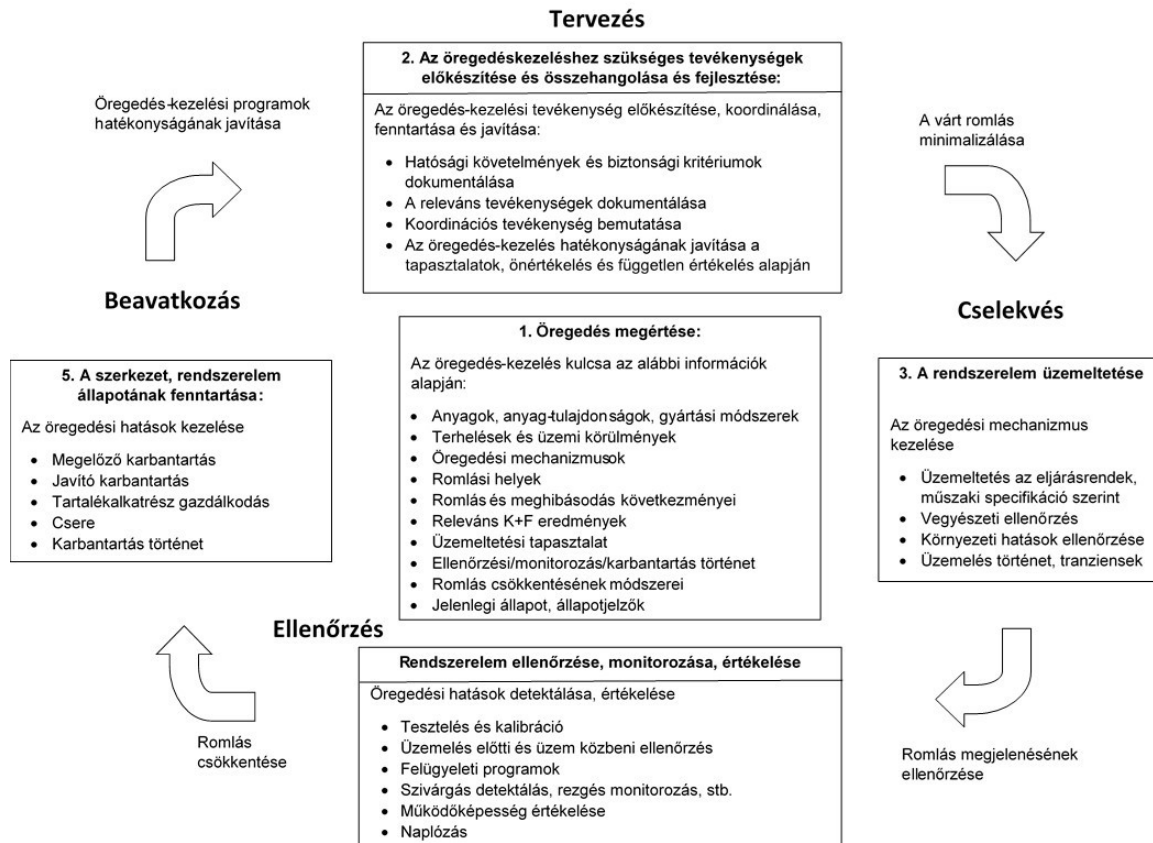 Tervezés
2. Az öregedéskezeléshez szükséges tevékenységek
előkészítése és összehangolása és fejlesztése:
Az öregedés-kezelési tevékenység előkészítése, koordinálása,
fenntartása és javítása:
• Hatósági követelmények és biztonsági kritériumok
dokumentálása
• A releváns tevékenységek dokumentálása
• Koordinációs tevékenység bemutatása
• Az öregedés-kezelés hatékonyságának javítása a
tapasztalatok, önértékelés és független értékelés alapján
Öregedés-kezelési programok
hatékonyságának javítása
A várt romlás
minimalizálása
Beavatkozás
Cselekvés
1. Öregedés megértése:
Az öregedés-kezelés kulcsa az alábbi információk
alapján:
• Anyagok, anyag-tulajdonságok, gyártási módszerek
• Terhelések és üzemi körülmények
• Öregedési mechanizmusok
• Romlási helyek
• Romlás és meghibásodás következményei
• Releváns K+F eredmények
• Üzemeltetési tapasztalat
• Ellenőrzési/monitorozás/karbantartás történet
• Romlás csökkentésének módszerei
• Jelenlegi állapot, állapotjelzők
5. A szerkezet, rendszerelem
állapotának fenntartása:
Az öregedési hatások kezelése
• Megelőző karbantartás
• Javító karbantartás
• Tartalékalkatrész gazdálkodás
• Csere
• Karbantartás történet
3. A rendszerelem üzemeltetése
Az öregedési mechanizmus
kezelése
• Üzemeltetés az eljárásrendek,
műszaki specifikáció szerint
• Vegyészeti ellenőrzés
• Környezeti hatások ellenőrzése
• Üzemelés történet, tranziensek
Ellenőrzés
Rendszerelem ellenőrzése, monitorozása, értékelése
Öregedési hatások detektálása, értékelése
• Tesztelés és kalibráció
• Üzemelés előtti és üzem közbeni ellenőrzés
• Felügyeleti programok
• Szivárgás detektálás, rezgés monitorozás, stb.
• Működőképesség értékelése
• Naplózás
Romlás
csökkentése
Romlás megjelenésének
ellenőrzése